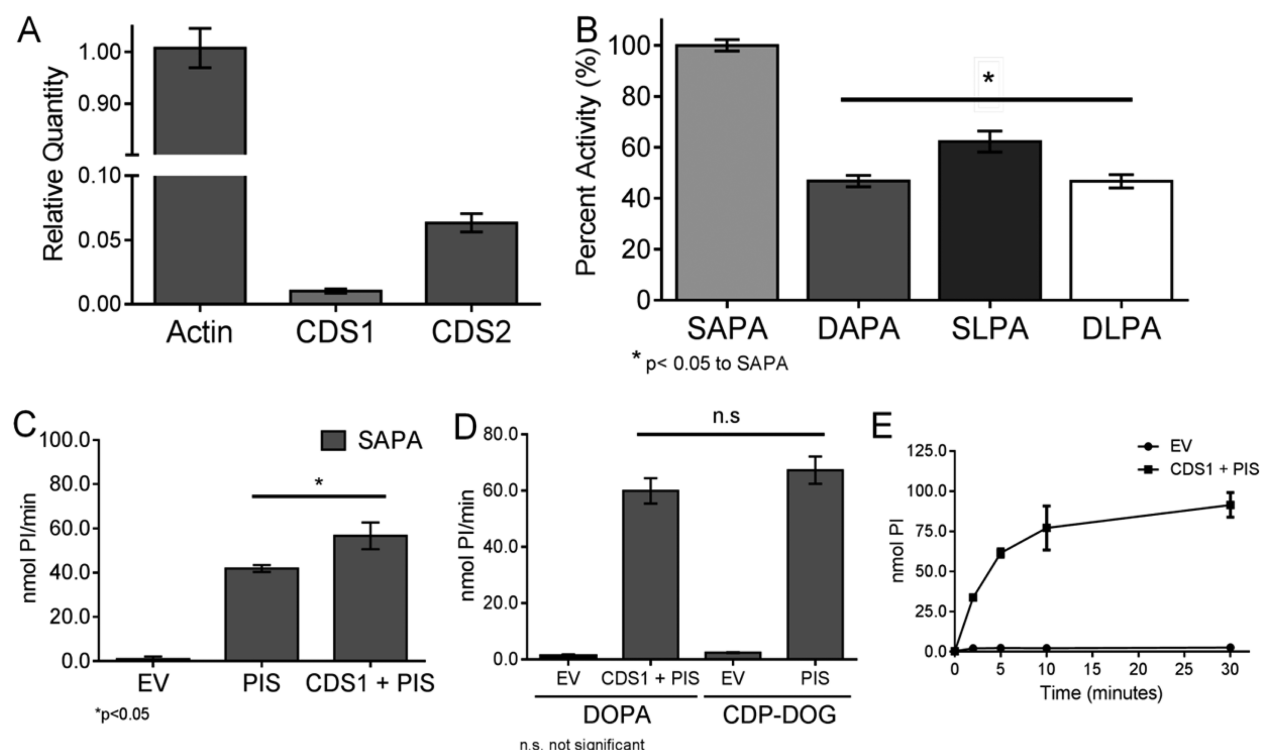 A
Relative Quantity
1.00
0.90
0.10
0.05
0.00
Actin CDS1 CDS2
B
Percent Activity (%)
100
80
60
40
20
0
*
SAPA DAPA SLPA DLPA
* p< 0.05 to SAPA
C
nmol PI/min
100.0
80.0
60.0
40.0
20.0
0.0
SAPA
*
EV PIS CDS1 + PIS
*p<0.05
D
nmol PI/min
80.0
60.0
40.0
20.0
0.0
n.s
EV CDS1 + PIS EV PIS
DOPA CDP-DOG
n.s. not significant
E
nmol PI
125.0
100.0
75.0
50.0
25.0
0.0
EV
CDS1 + PIS
0 5 10 15 20 25 30
Time (minutes)